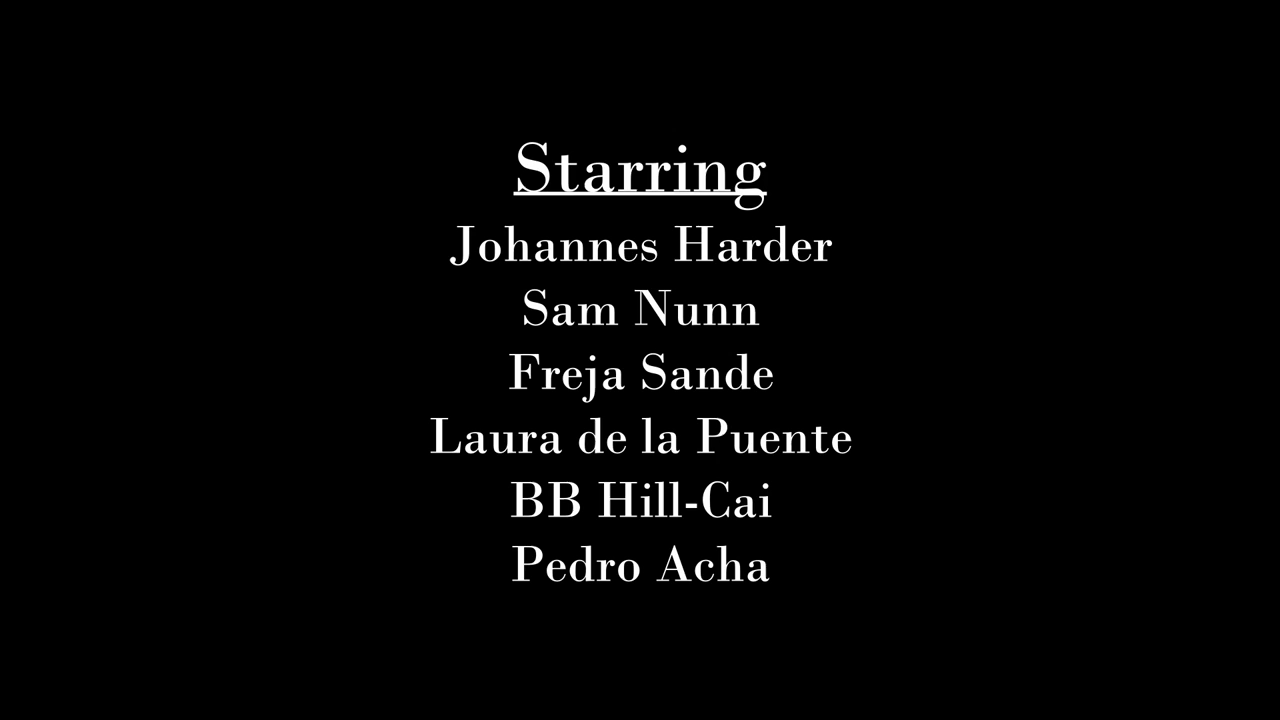 Starring
Johannes Harder
Sam Nunn
Freja Sande
Laura de la Puente
BB Hill-Cai
Pedro Acha